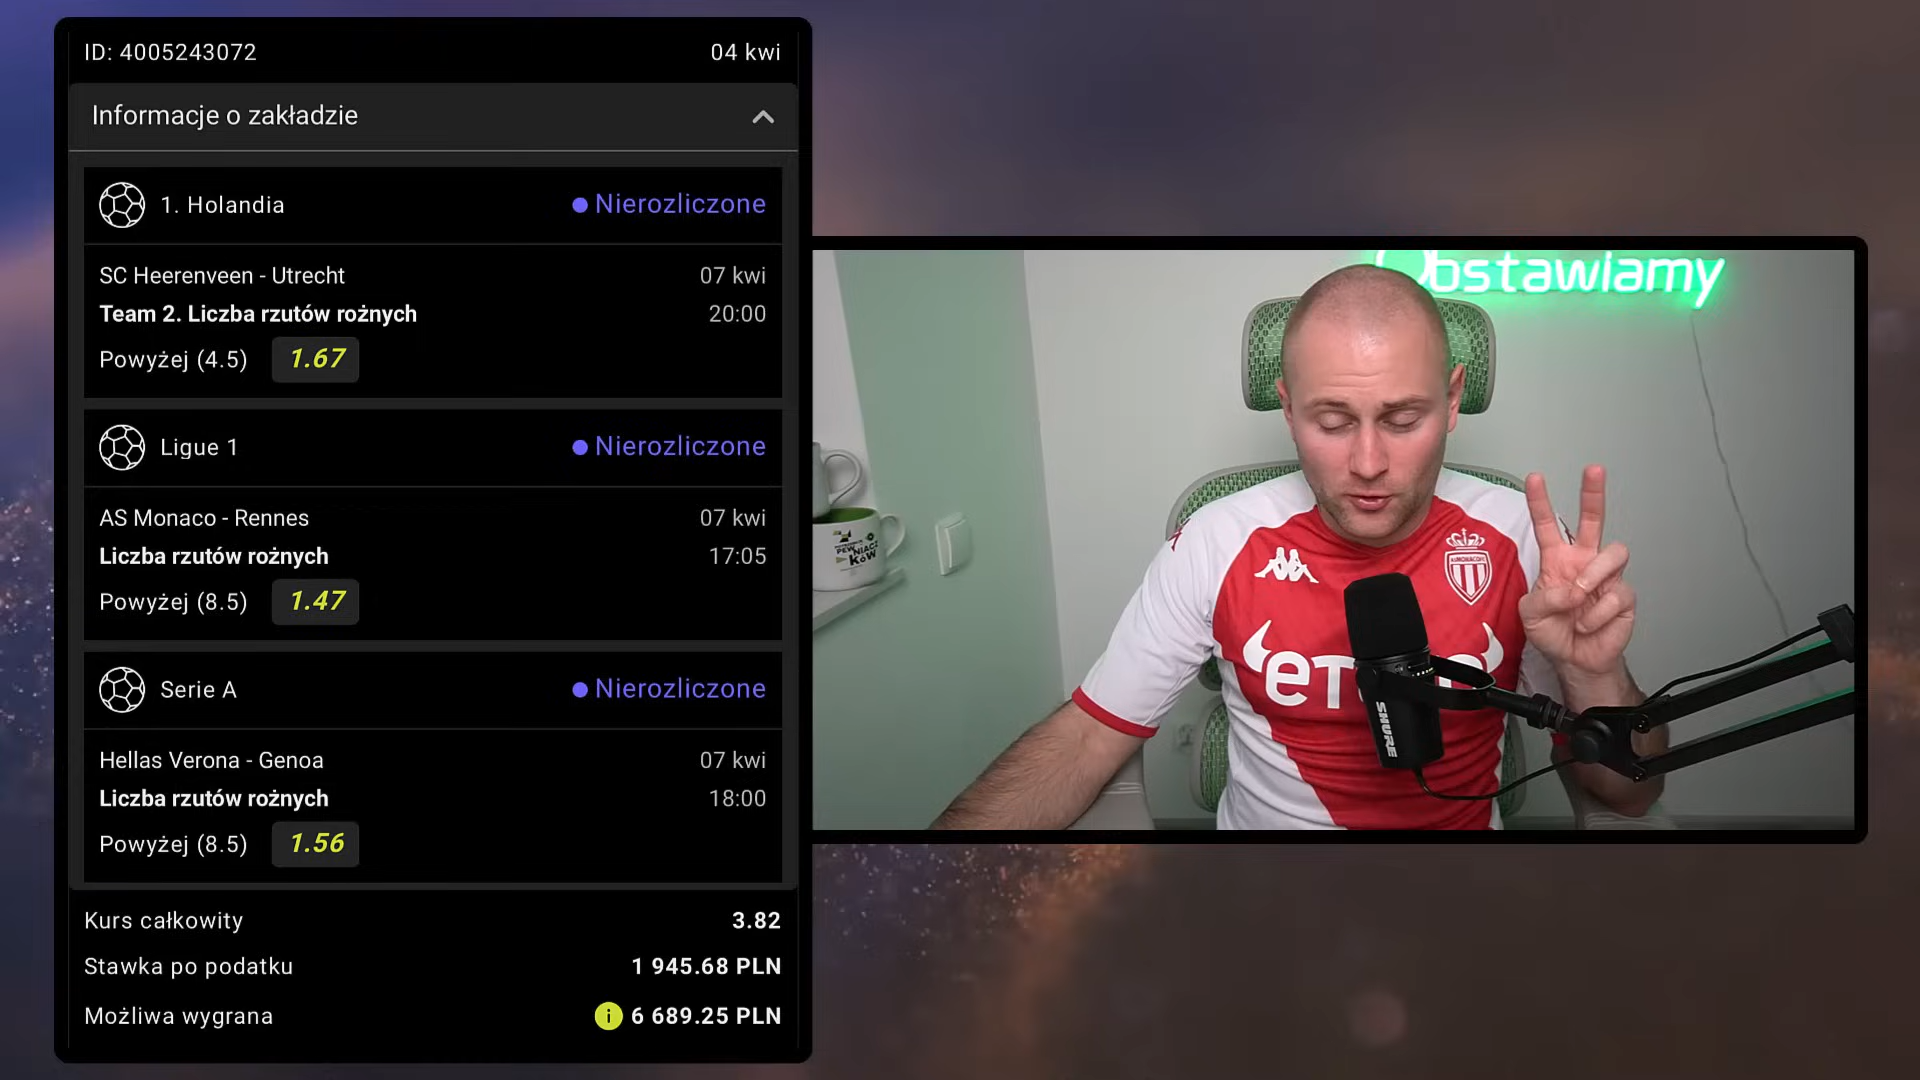 ID: 4005243072
04 kwi
Informacje o zakładzie
1. Holandia
Nierozliczone
SC Heerenveen - Utrecht
07 kwi
Team 2. Liczba rzutów rożnych
20:00
Powyżej (4.5)
1.67
Ligue 1
Nierozliczone
AS Monaco - Rennes
07 kwi
Liczba rzutów rożnych
17:05
Powyżej (8.5)
1.47
Serie A
Nierozliczone
Hellas Verona - Genoa
07 kwi
Liczba rzutów rożnych
18:00
Powyżej (8.5)
1.56
Kurs całkowity
3.82
Stawka po podatku
1 945.68 PLN
Możliwa wygrana
i 6 689.25 PLN
Obstawiamy
SHURE